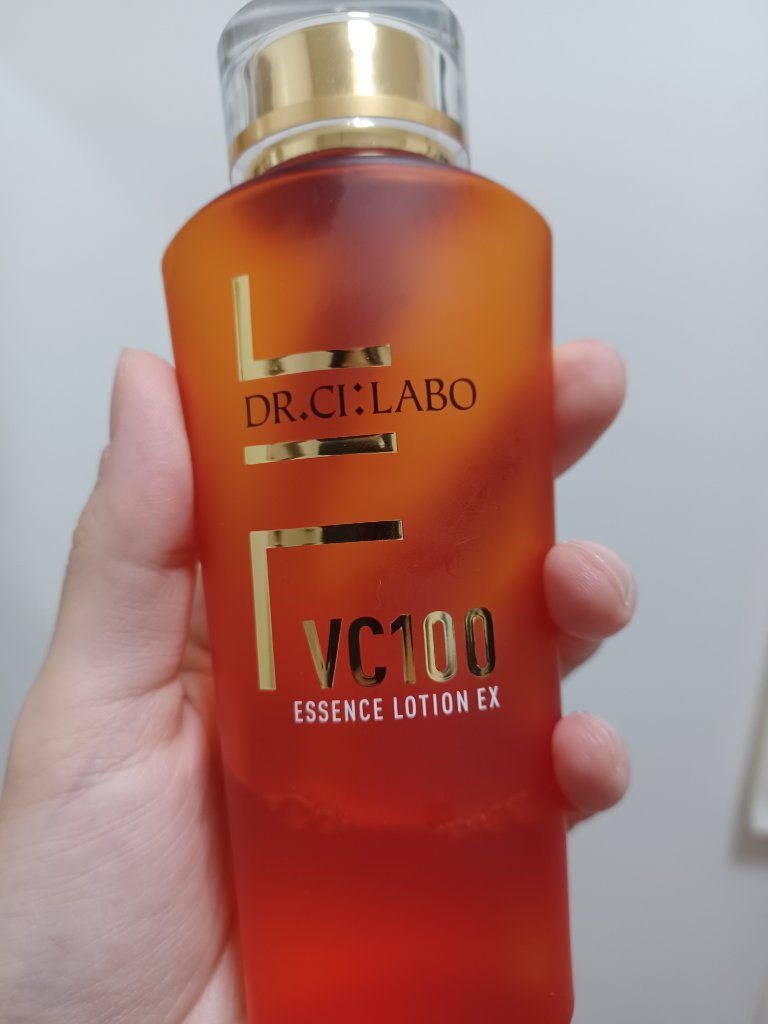 DR.CI:LABO
VC100
ESSENCE LOTION EX